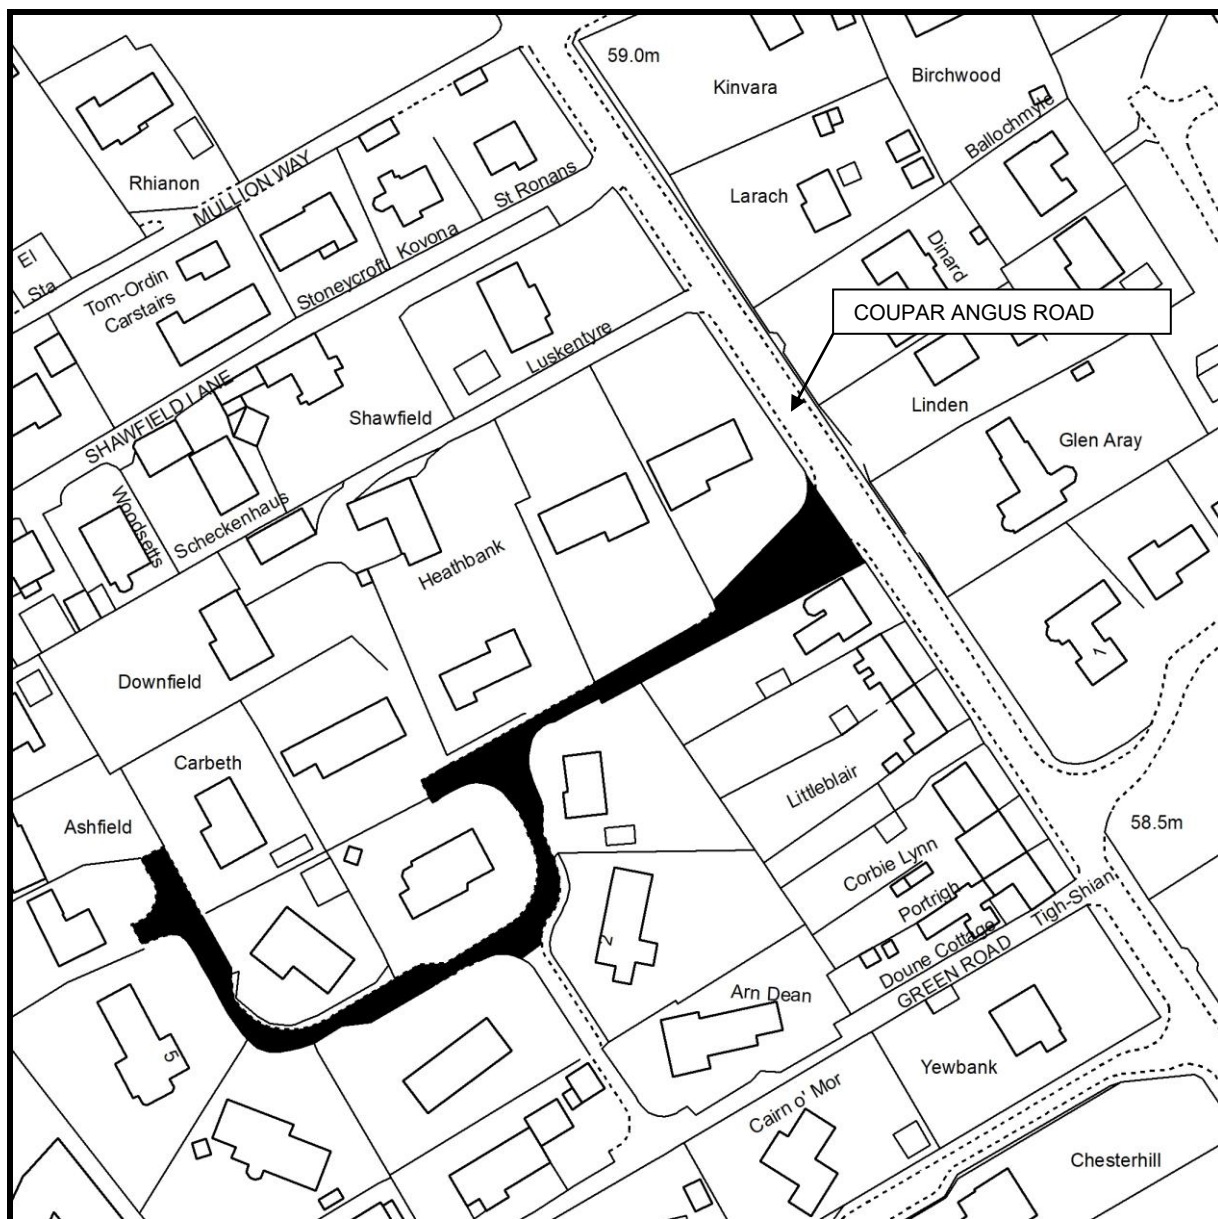 59.0m
Kinvara
Birchwood
Ballochmyle
Rhianon
MULLION WAY
St Ronans
Larach
El
Sta
Tom-Ordin
Carstairs
Stoneycroft
Kovona
Dinard
COUPAR ANGUS ROAD
Luskentyre
SHAWFIELD LANE
Shawfield
Linden
Glen Aray
Woodsetts
Scheckenhaus
Heathbank
1
Downfield
Carbeth
Littleblair
Ashfield
58.5m
Corbie Lynn
Portrigh
Tigh-Shian
2
Doune Cottage
GREEN ROAD
Arn Dean
5
Yewbank
Cairn o' Mor
Chesterhill